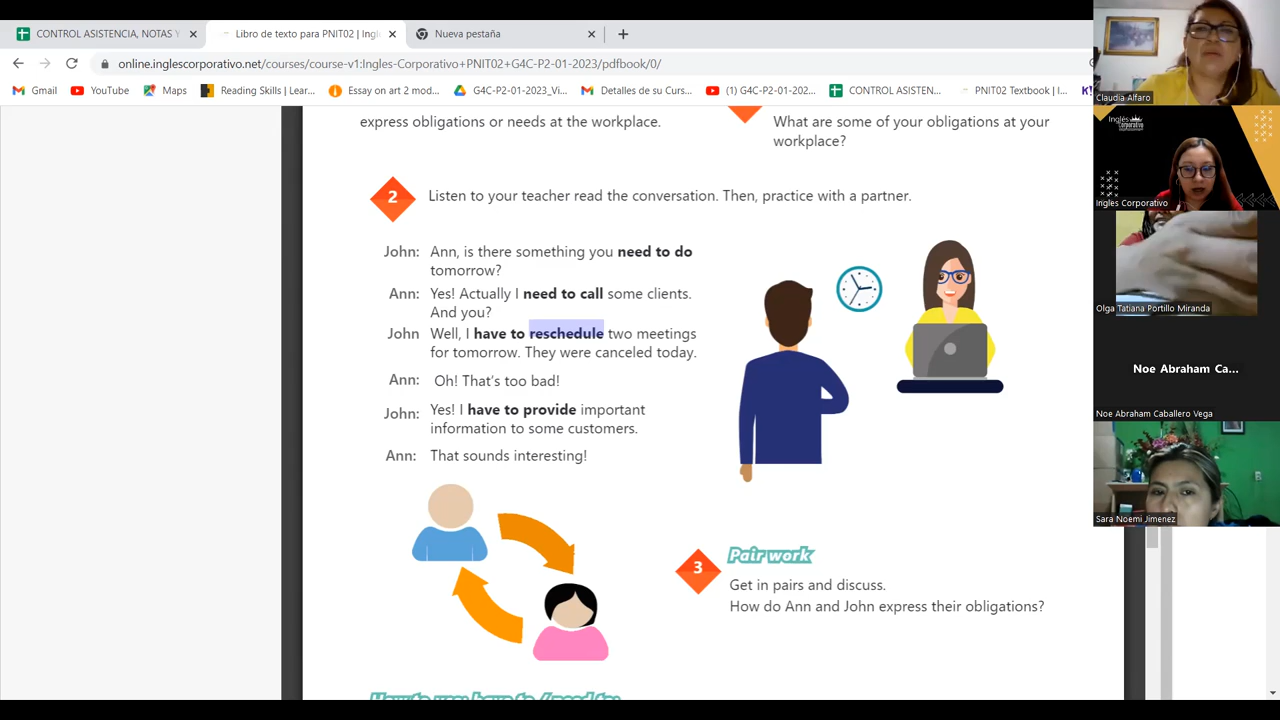 CONTROL ASISTENCIA, NOTAS Y
Libro de texto para PNIT02 | Ingl
Nueva pestaña
online.inglescorporativo.net/courses/course-v1:Ingles-Corporativo+PNIT02+G4C-P2-01-2023/pdfbook/0/
Gmail
YouTube
Maps
Reading Skills | Lear...
Essay on art 2 mod...
G4C-P2-01-2023_Vi...
Detalles de su Curs...
(1) G4C-P2-01-202...
CONTROL ASISTEN...
PNIT02 Textbook | I...
express obligations or needs at the workplace.
What are some of your obligations at your
workplace?
2 Listen to your teacher read the conversation. Then, practice with a partner.
John: Ann, is there something you need to do
tomorrow?
Ann: Yes! Actually I need to call some clients.
And you?
John Well, I have to reschedule two meetings
for tomorrow. They were canceled today.
Ann: Oh! That's too bad!
John: Yes! I have to provide important
information to some customers.
Ann: That sounds interesting!
3 Pair work
Get in pairs and discuss.
How do Ann and John express their obligations?
Claudia Alfaro
Inglés
Corporativo
Ingles Corporativo
Olga Tatiana Portillo Miranda
Noe Abraham Ca...
Noe Abraham Caballero Vega
Sara Noemi Jimenez